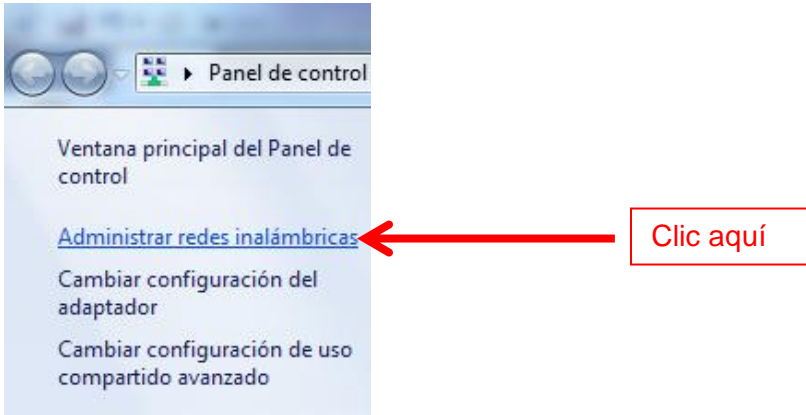 Panel de control
Ventana principal del Panel de
control
Administrar redes inalámbricas
Clic aquí
Cambiar configuración del
adaptador
Cambiar configuración de uso
compartido avanzado